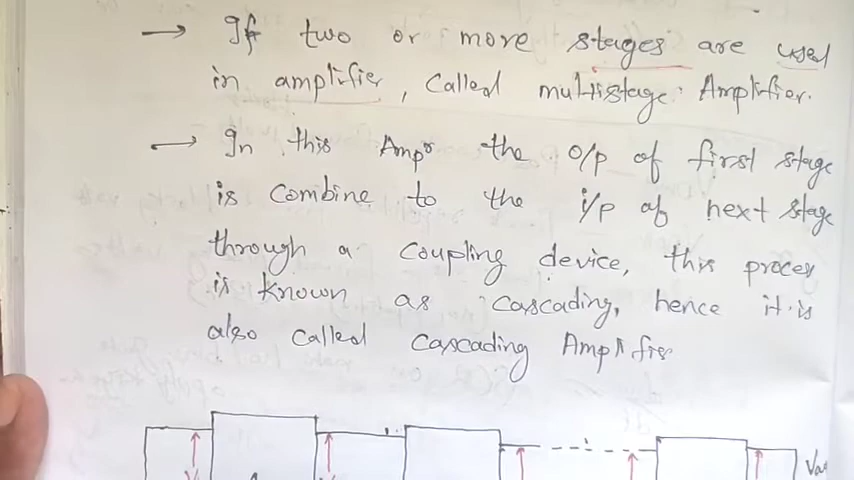 → If two or more stages are used
in amplifier, Called multistage Amplifier.
→ In this Ampr the o/p of first stage
is combine to the i/p of next stage
through a coupling device, this proces
is known as cascading, hence it is
also called cascading Amplifier